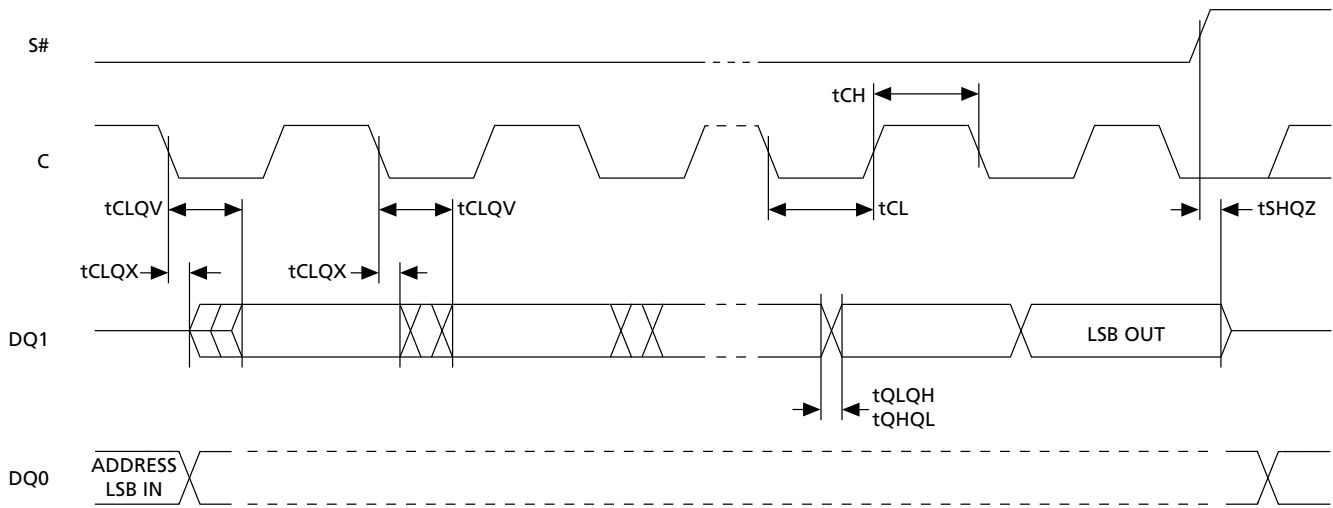 S#
tCH
C
tCLQV
tCLQV
tCL
tSHQZ
tCLQX
tCLQX
DQ1
LSB OUT
tQLQH
tQHQL
DQ0
ADDRESS
LSB IN